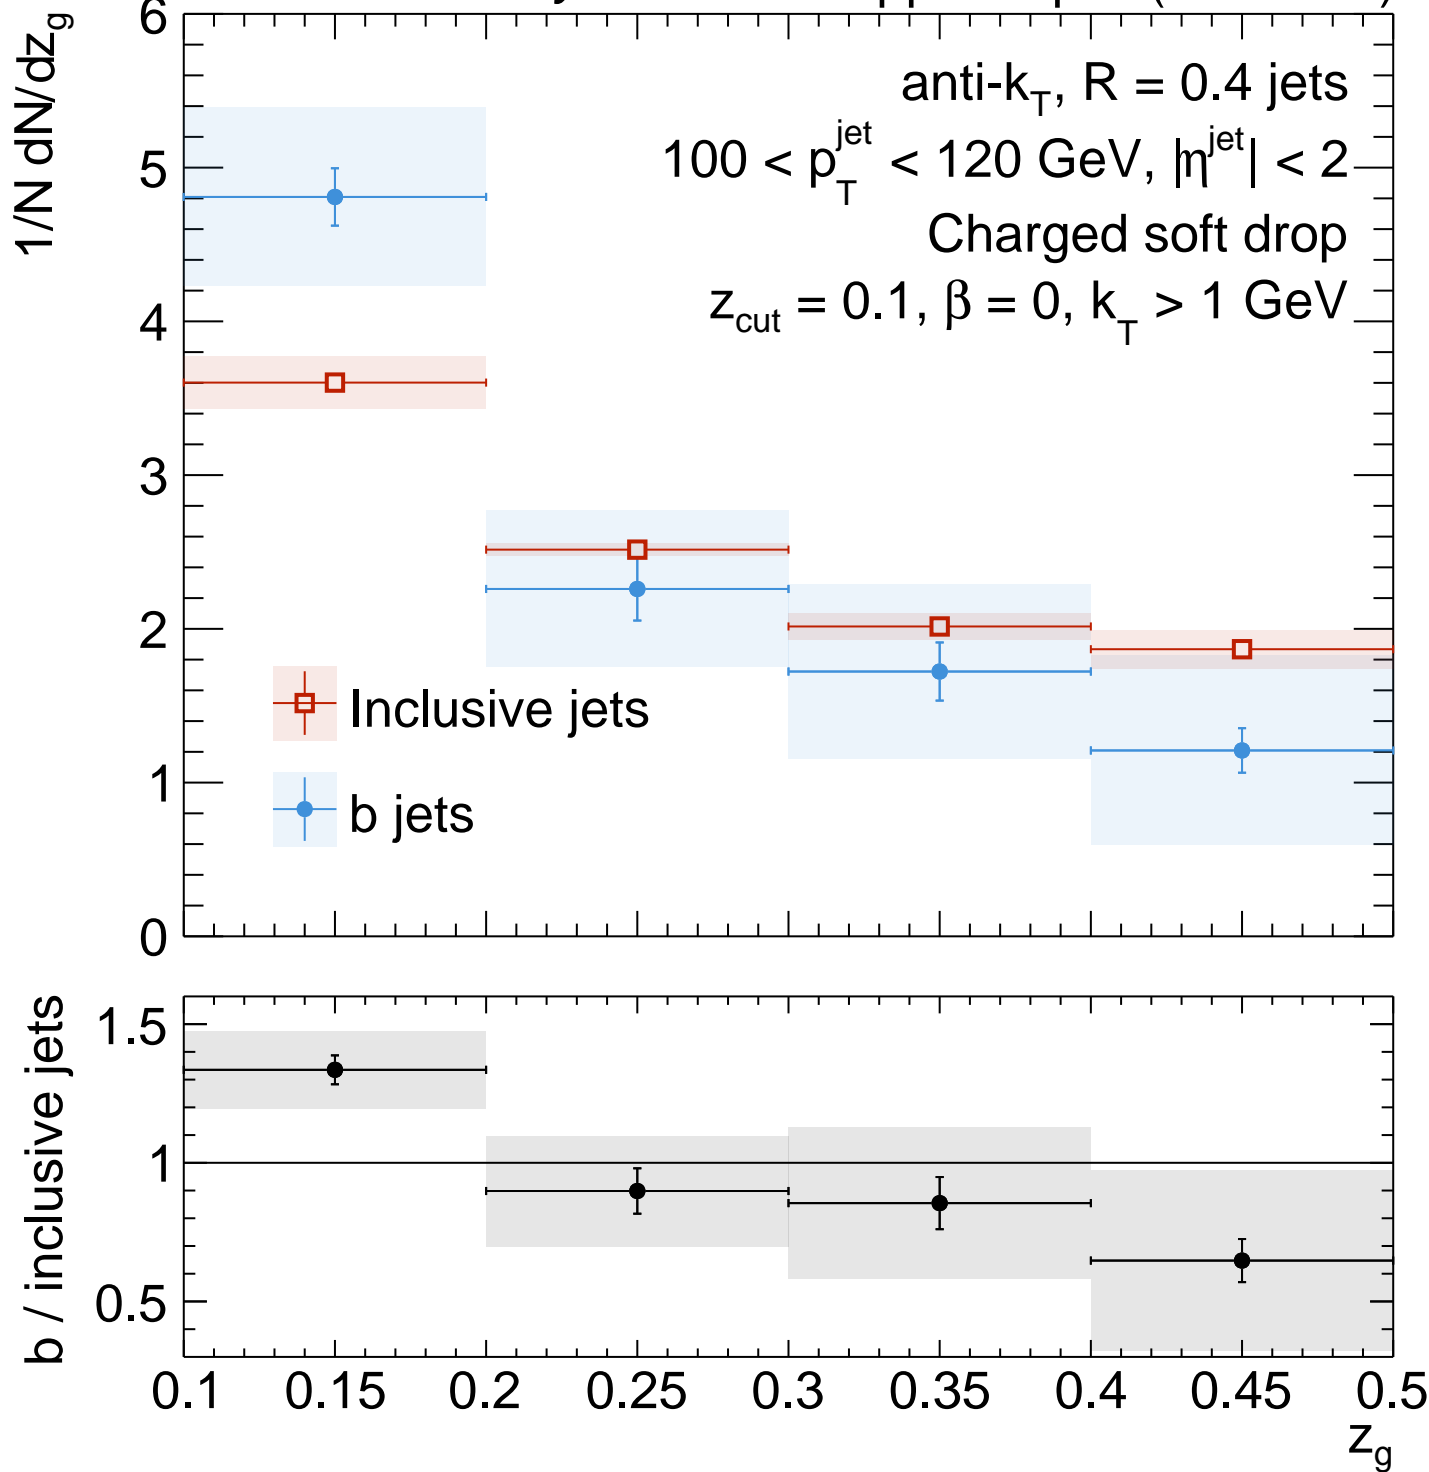 6
1/N dN/dz_g
anti-k_T, R = 0.4 jets
100 < p_T^jet < 120 GeV, |η^jet| < 2
Charged soft drop
z_cut = 0.1, β = 0, k_T > 1 GeV
5
4
3
2
1
0
Inclusive jets
b jets
b / inclusive jets
1.5
1
0.5
0.1 0.15 0.2 0.25 0.3 0.35 0.4 0.45 0.5
z_g